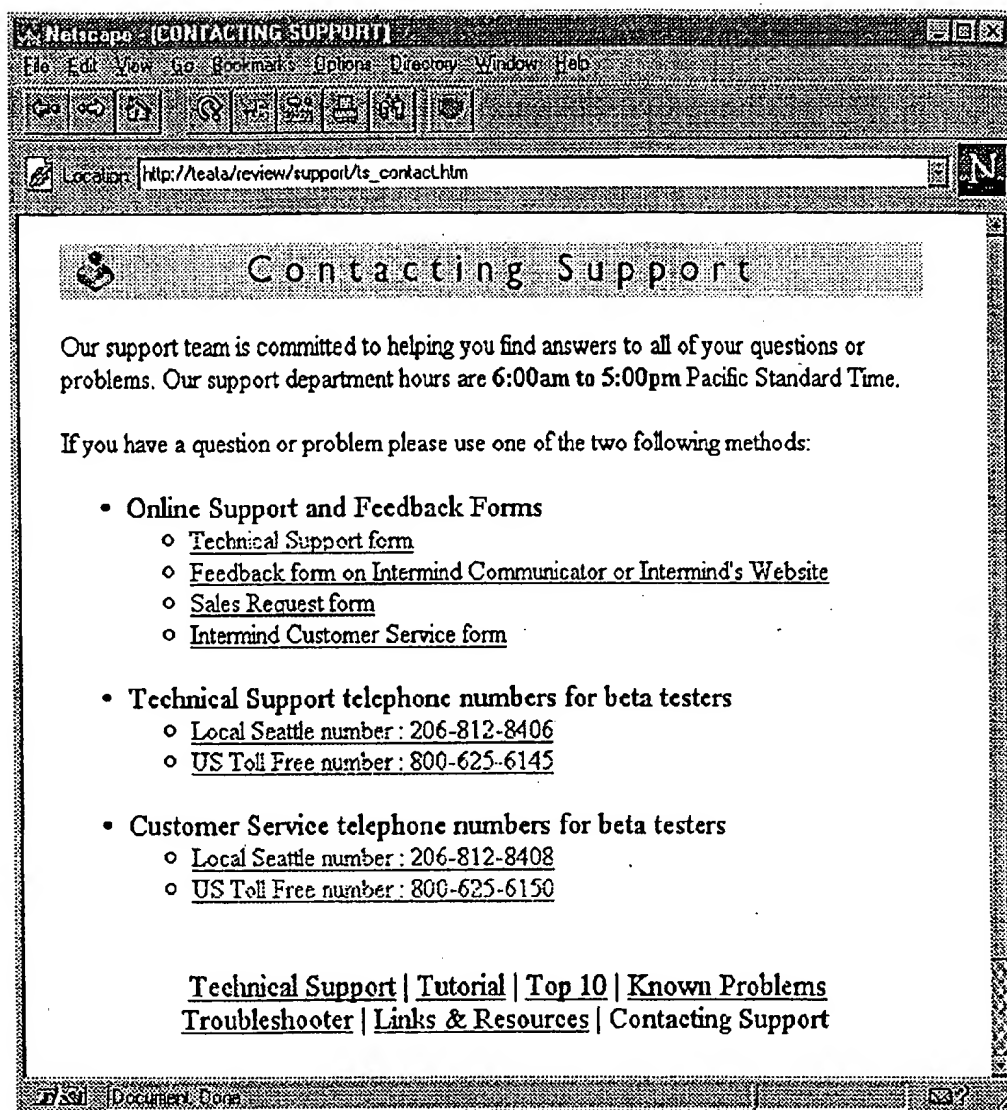 Netscape - [CONTACTING SUPPORT]
File Edit View Go Bookmarks Options Directory Window Help
Location: http://leala/review/support/ts_contact.htm
N
Contacting Support
Our support team is committed to helping you find answers to all of your questions or
problems. Our support department hours are 6:00am to 5:00pm Pacific Standard Time.
If you have a question or problem please use one of the two following methods:
• Online Support and Feedback Forms
o Technical Support form
o Feedback form on Intermind Communicator or Intermind's Website
o Sales Request form
o Intermind Customer Service form
• Technical Support telephone numbers for beta testers
o Local Seattle number : 206-812-8406
o US Toll Free number : 800-625-6145
• Customer Service telephone numbers for beta testers
o Local Seattle number : 206-812-8408
o US Toll Free number : 800-625-6150
Technical Support | Tutorial | Top 10 | Known Problems
Troubleshooter | Links & Resources | Contacting Support
Document: Done